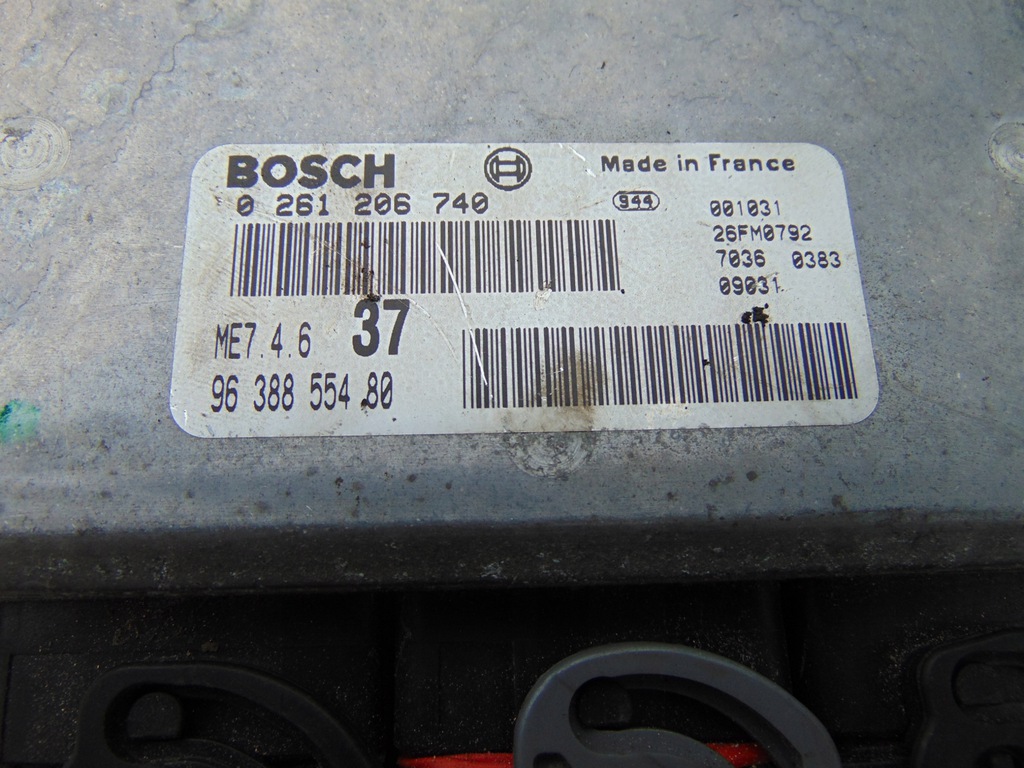 BOSCH
Made in France
0 261 206 740
944
001031
26FM0792
7036 0383
09031
ME7.4.6 37
96 388 554 80